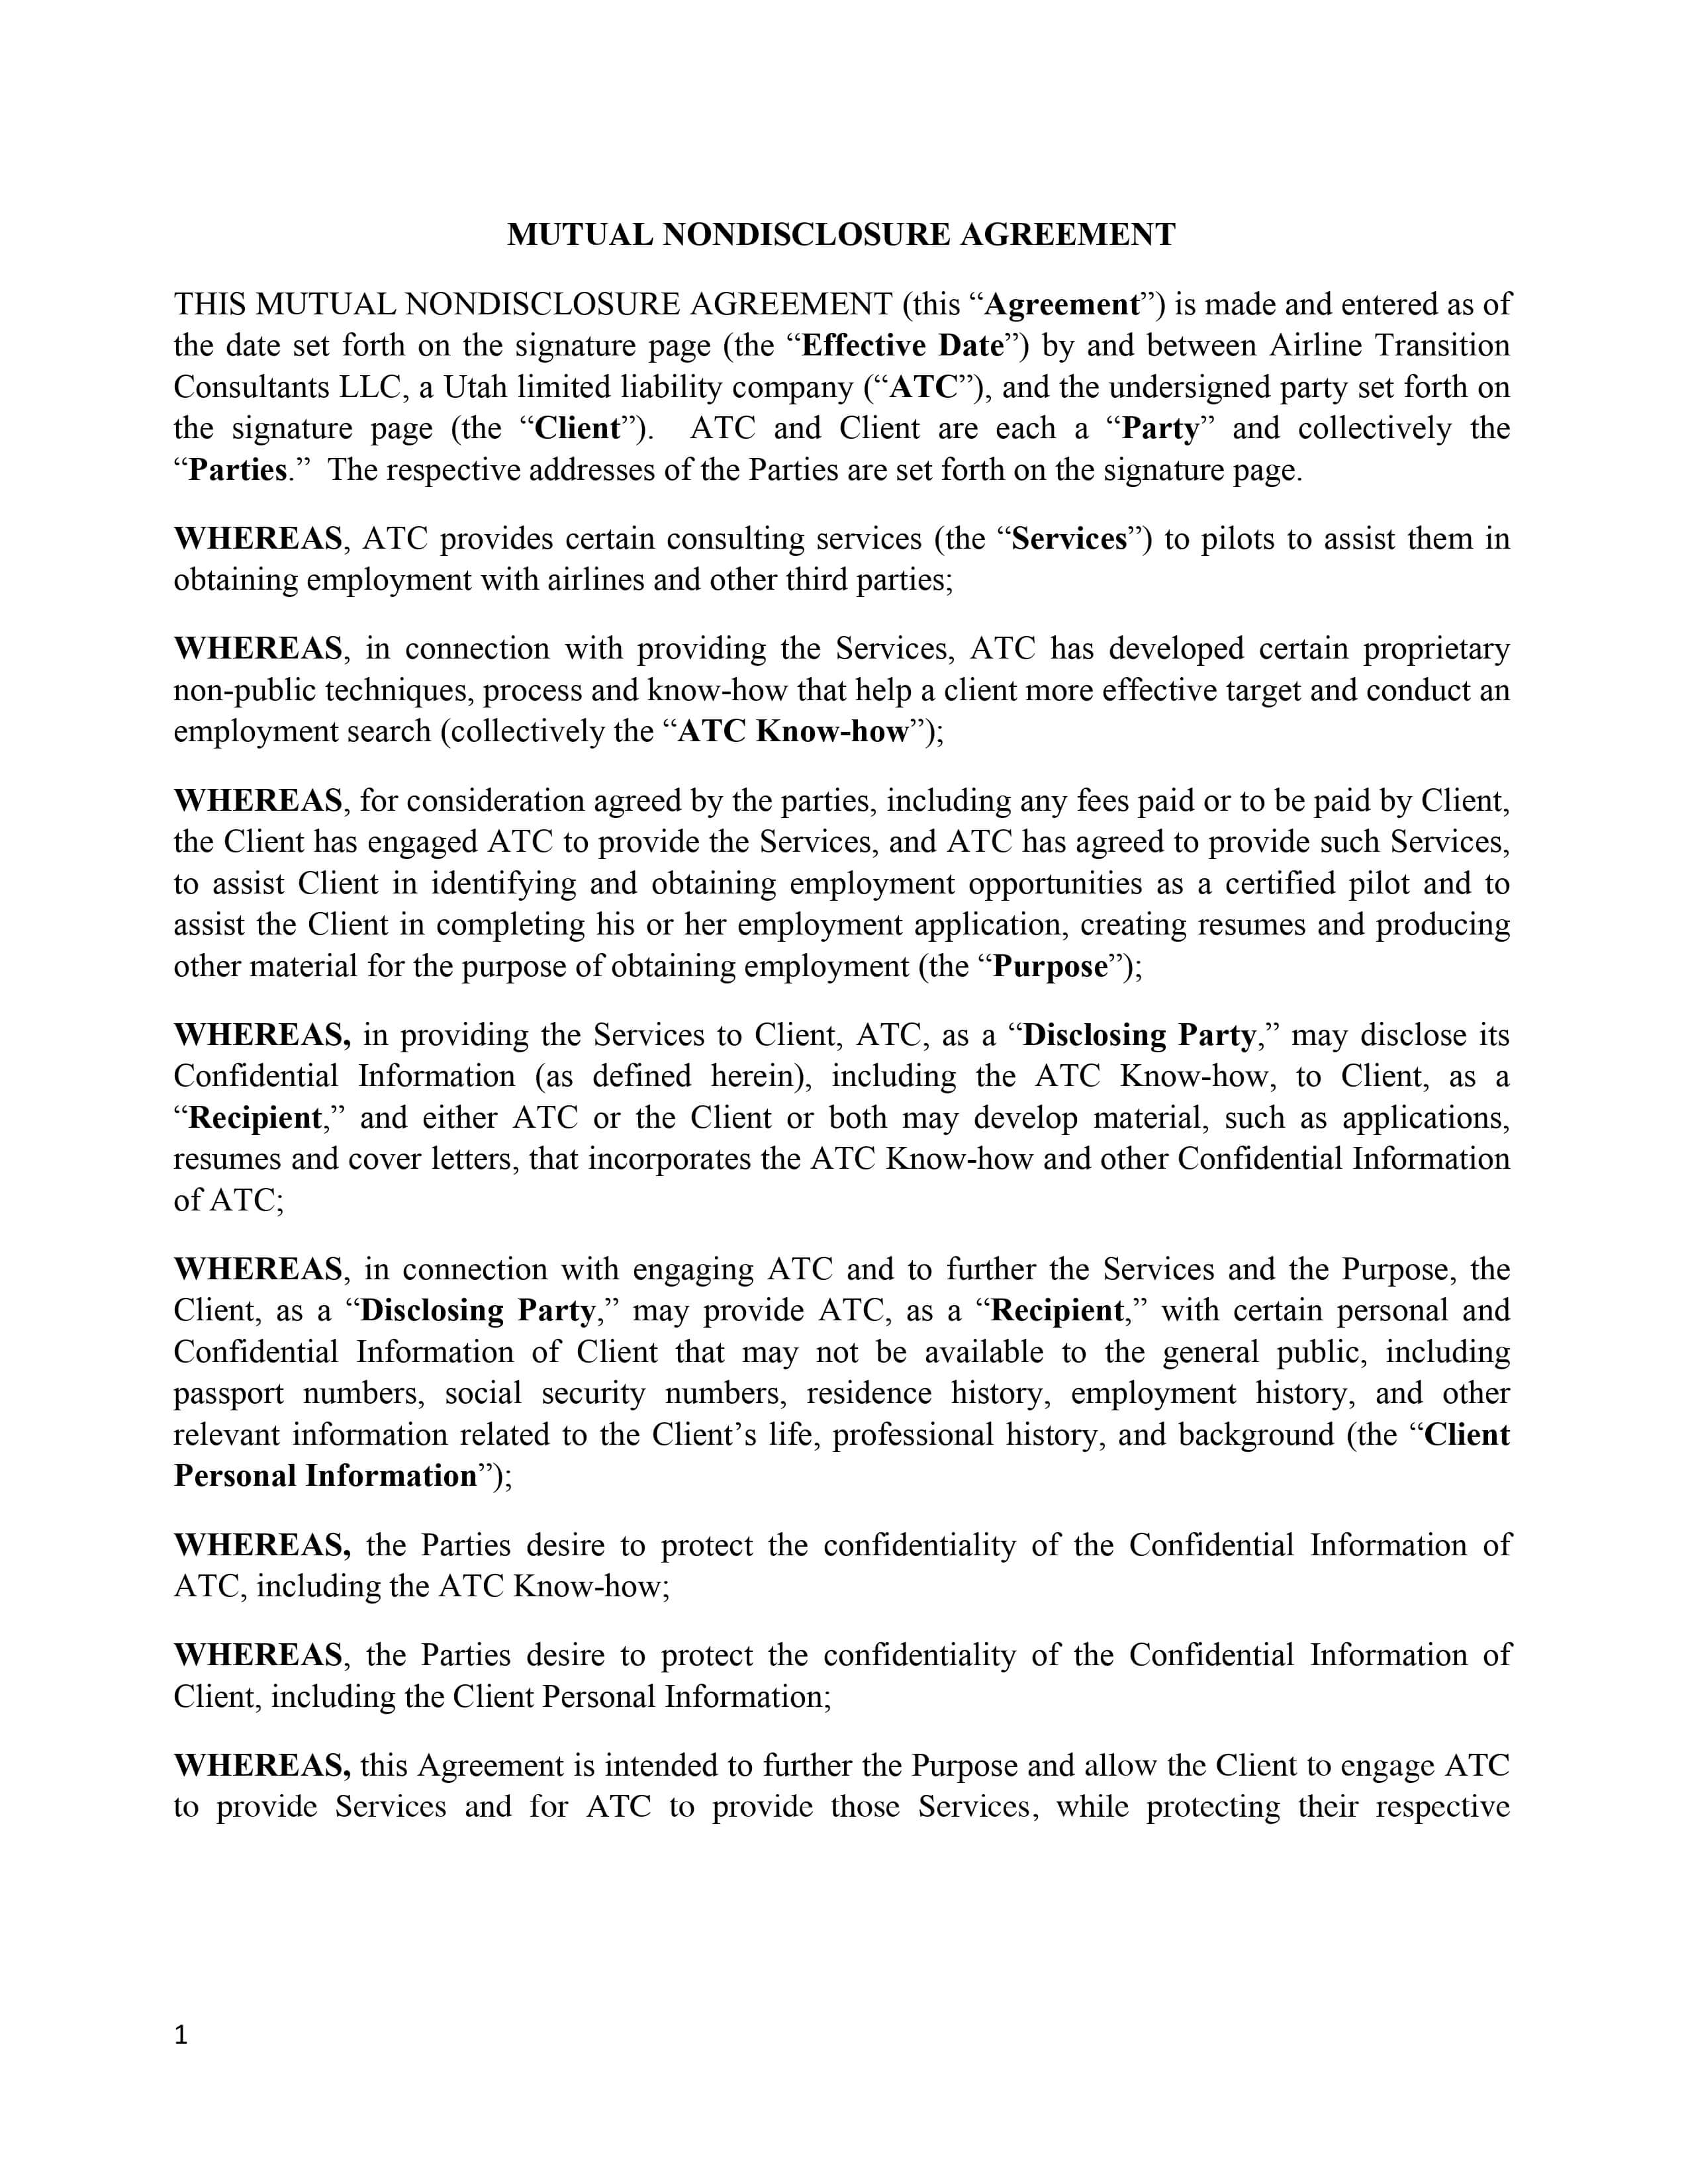 MUTUAL NONDISCLOSURE AGREEMENT
THIS MUTUAL NONDISCLOSURE AGREEMENT (this “Agreement”) is made and entered as of
the date set forth on the signature page (the “Effective Date”) by and between Airline Transition
Consultants LLC, a Utah limited liability company (“ATC”), and the undersigned party set forth on
the signature page (the “Client”). ATC and Client are each a “Party” and collectively the
“Parties.” The respective addresses of the Parties are set forth on the signature page.
WHEREAS, ATC provides certain consulting services (the “Services”) to pilots to assist them in
obtaining employment with airlines and other third parties;
WHEREAS, in connection with providing the Services, ATC has developed certain proprietary
non-public techniques, process and know-how that help a client more effective target and conduct an
employment search (collectively the “ATC Know-how”);
WHEREAS, for consideration agreed by the parties, including any fees paid or to be paid by Client,
the Client has engaged ATC to provide the Services, and ATC has agreed to provide such Services,
to assist Client in identifying and obtaining employment opportunities as a certified pilot and to
assist the Client in completing his or her employment application, creating resumes and producing
other material for the purpose of obtaining employment (the “Purpose”);
WHEREAS, in providing the Services to Client, ATC, as a “Disclosing Party,” may disclose its
Confidential Information (as defined herein), including the ATC Know-how, to Client, as a
“Recipient,” and either ATC or the Client or both may develop material, such as applications,
resumes and cover letters, that incorporates the ATC Know-how and other Confidential Information
of ATC;
WHEREAS, in connection with engaging ATC and to further the Services and the Purpose, the
Client, as a “Disclosing Party,” may provide ATC, as a “Recipient,” with certain personal and
Confidential Information of Client that may not be available to the general public, including
passport numbers, social security numbers, residence history, employment history, and other
relevant information related to the Client’s life, professional history, and background (the “Client
Personal Information”);
WHEREAS, the Parties desire to protect the confidentiality of the Confidential Information of
ATC, including the ATC Know-how;
WHEREAS, the Parties desire to protect the confidentiality of the Confidential Information of
Client, including the Client Personal Information;
WHEREAS, this Agreement is intended to further the Purpose and allow the Client to engage ATC
to provide Services and for ATC to provide those Services, while protecting their respective
1